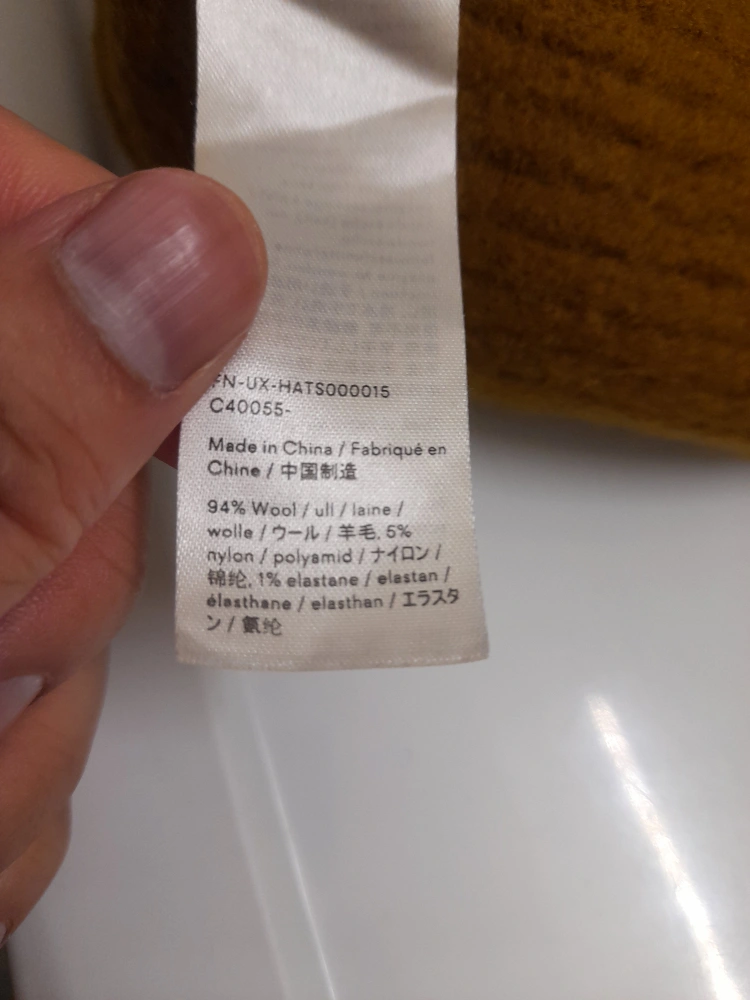 FN-UX-HATS000015
C40055-
Made in China / Fabriqué en
Chine / 中国制造
94% Wool / ull / laine /
wolle / ウール / 羊毛, 5%
nylon / polyamid / ナイロン /
锦纶, 1% elastane / elastan /
élasthane / elasthan / エラスタ
ン / 氨纶